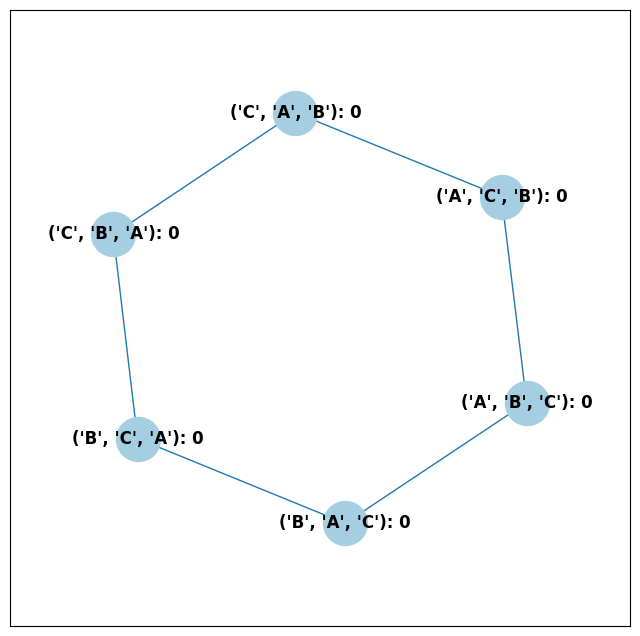 ('C', 'A', 'B'): 0
('A', 'C', 'B'): 0
('C', 'B', 'A'): 0
('A', 'B', 'C'): 0
('B', 'C', 'A'): 0
('B', 'A', 'C'): 0